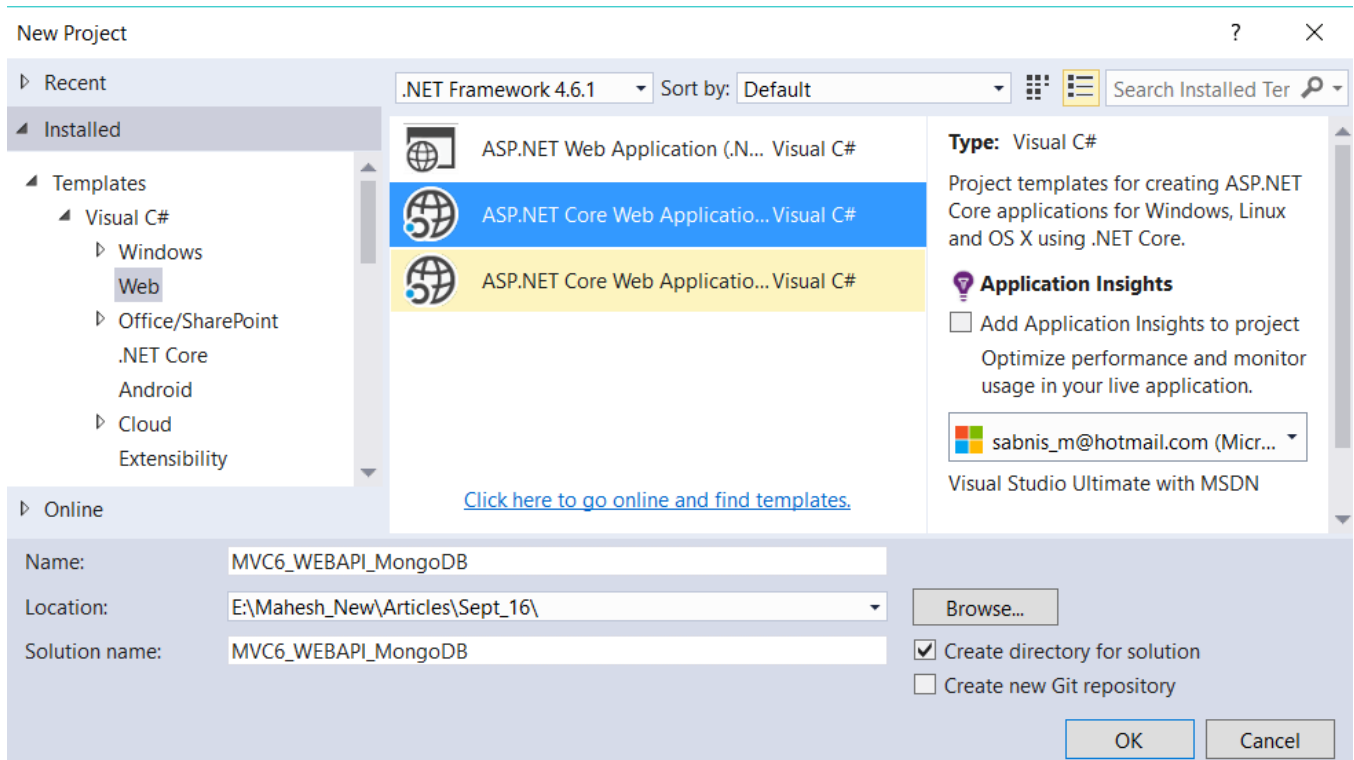 New Project
?
Recent
.NET Framework 4.6.1
Sort by: Default
Search Installed Ter
Installed
Templates
Visual C#
Windows
Web
Office/SharePoint
.NET Core
Android
Cloud
Extensibility
Online
ASP.NET Web Application (.N... Visual C#
ASP.NET Core Web Applicatio... Visual C#
ASP.NET Core Web Applicatio... Visual C#
Click here to go online and find templates.
Type: Visual C#
Project templates for creating ASP.NET
Core applications for Windows, Linux
and OS X using .NET Core.
Application Insights
Add Application Insights to project
Optimize performance and monitor
usage in your live application.
sabnis_m@hotmail.com (Micr...
Visual Studio Ultimate with MSDN
Name: MVC6_WEBAPI_MongoDB
Location: E:\Mahesh_New\Articles\Sept_16\
Browse...
Solution name: MVC6_WEBAPI_MongoDB
Create directory for solution
Create new Git repository
OK
Cancel